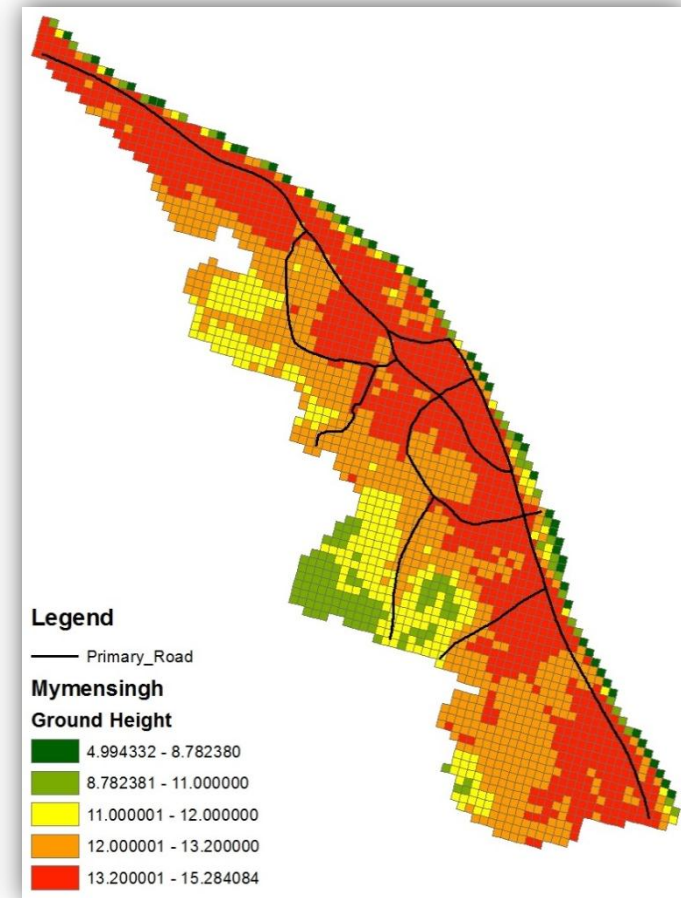 Legend
Primary_Road
Mymensingh
Ground Height
4.994332 - 8.782380
8.782381 - 11.000000
11.000001 - 12.000000
12.000001 - 13.200000
13.200001 - 15.284084